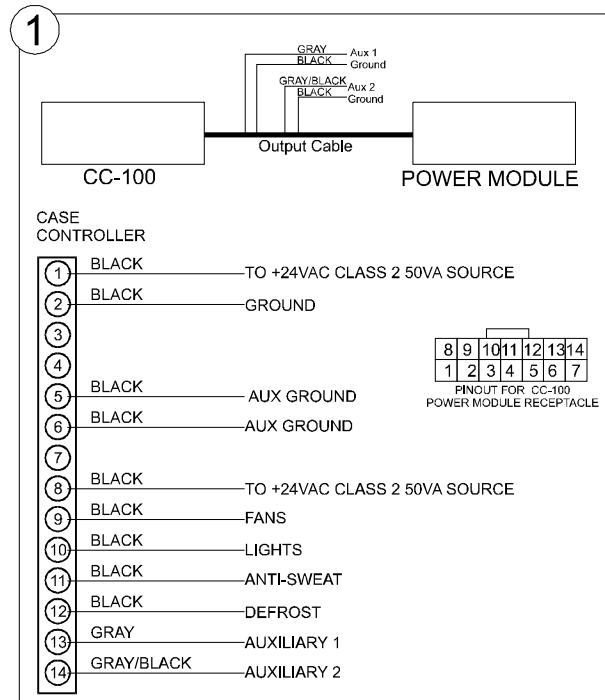 1
GRAY Aux 1
BLACK Ground
GRAY/BLACK Aux 2
BLACK Ground
Output Cable
CC-100
POWER MODULE
CASE
CONTROLLER
1 BLACK TO +24VAC CLASS 2 50VA SOURCE
2 BLACK GROUND
3
4
5 BLACK AUX GROUND
6 BLACK AUX GROUND
7
8 BLACK TO +24VAC CLASS 2 50VA SOURCE
9 BLACK FANS
10 BLACK LIGHTS
11 BLACK ANTI-SWEAT
12 BLACK DEFROST
13 GRAY AUXILIARY 1
14 GRAY/BLACK AUXILIARY 2
8 9 10 11 12 13 14
1 2 3 4 5 6 7
PINOUT FOR CC-100
POWER MODULE RECEPTACLE